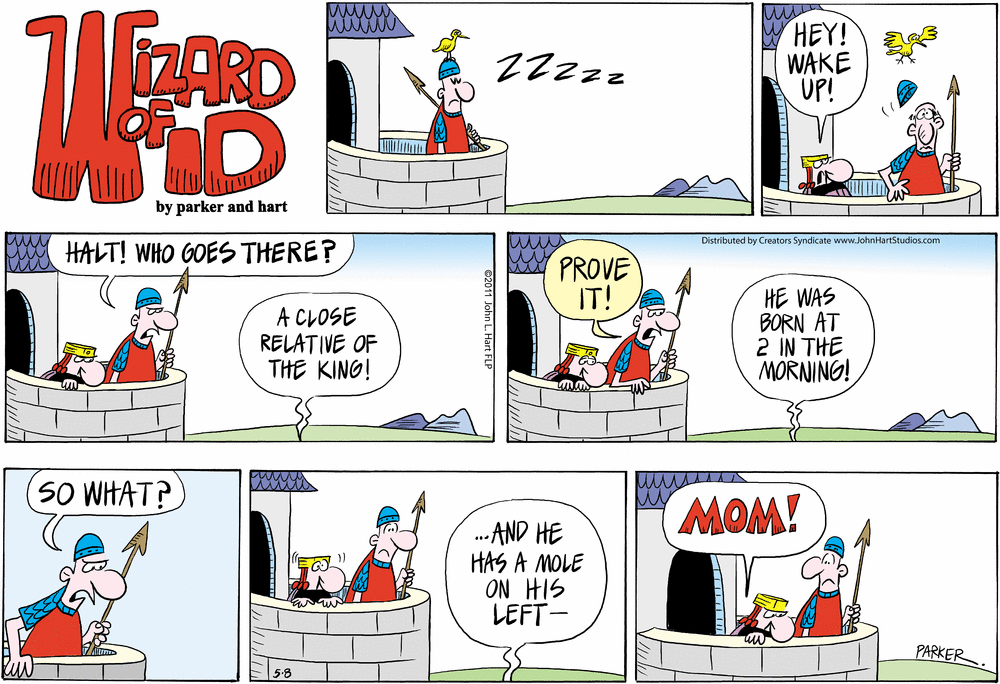 WIZARD
OF ID
by parker and hart
ZZZZZ
HEY!
WAKE
UP!
HALT! WHO GOES THERE?
A CLOSE
RELATIVE OF
THE KING!
©2011 John L. Hart FLP
Distributed by Creators Syndicate www.JohnHartStudios.com
PROVE
IT!
HE WAS
BORN AT
2 IN THE
MORNING!
SO WHAT?
...AND HE
HAS A MOLE
ON HIS
LEFT—
5-8
MOM!
PARKER.